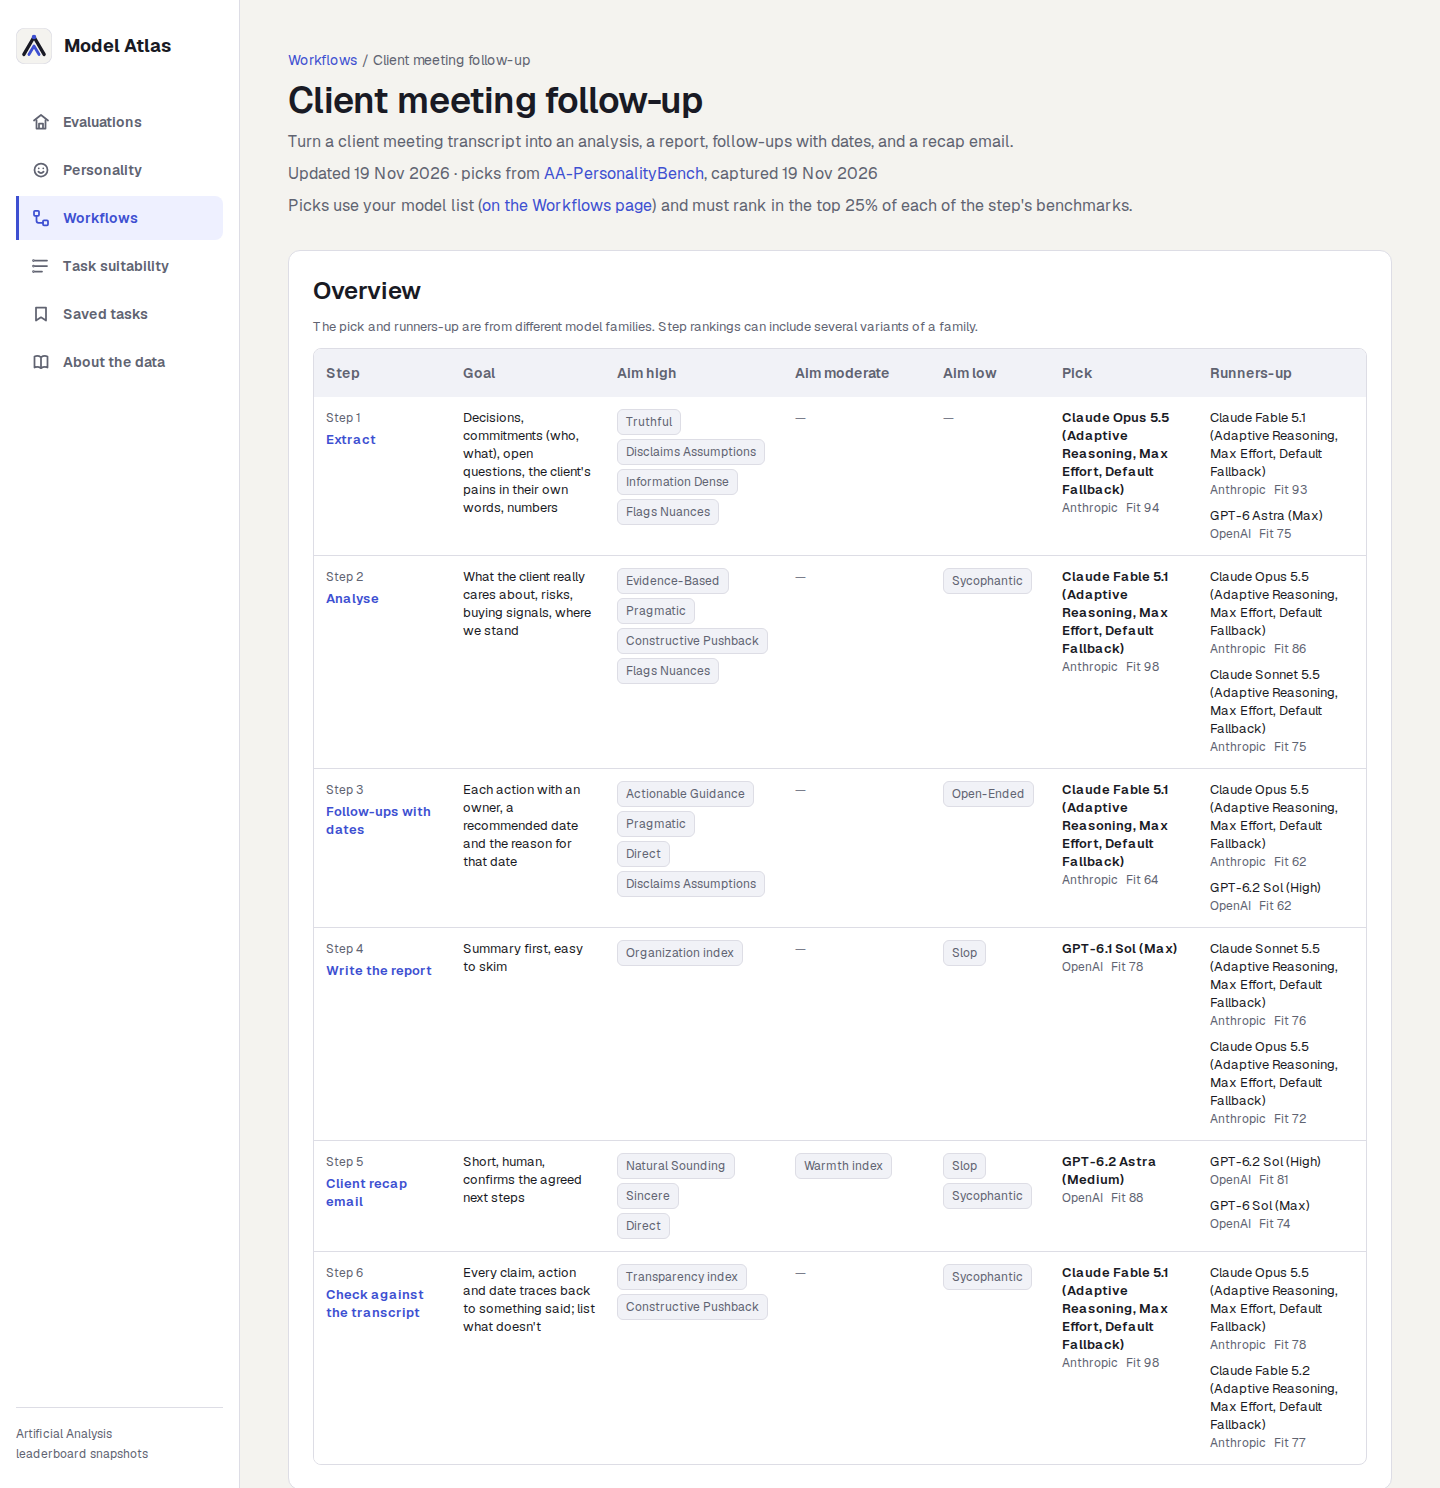 Model Atlas
Evaluations
Personality
Workflows
Task suitability
Saved tasks
About the data
Artificial Analysis
leaderboard snapshots
Workflows / Client meeting follow-up
Client meeting follow-up
Turn a client meeting transcript into an analysis, a report, follow-ups with dates, and a recap email.
Updated 19 Nov 2026 · picks from AA-PersonalityBench, captured 19 Nov 2026
Picks use your model list (on the Workflows page) and must rank in the top 25% of each of the step's benchmarks.
Overview
The pick and runners-up are from different model families. Step rankings can include several variants of a family.
Step Goal Aim high Aim moderate Aim low Pick Runners-up
Step 1
Extract
Decisions,
commitments (who,
what), open
questions, the client's
pains in their own
words, numbers
Truthful
Disclaims Assumptions
Information Dense
Flags Nuances
—
—
Claude Opus 5.5
(Adaptive
Reasoning, Max
Effort, Default
Fallback)
Anthropic Fit 94
Claude Fable 5.1
(Adaptive Reasoning,
Max Effort, Default
Fallback)
Anthropic Fit 93
GPT-6 Astra (Max)
OpenAI Fit 75
Step 2
Analyse
What the client really
cares about, risks,
buying signals, where
we stand
Evidence-Based
Pragmatic
Constructive Pushback
Flags Nuances
—
Sycophantic
Claude Fable 5.1
(Adaptive
Reasoning, Max
Effort, Default
Fallback)
Anthropic Fit 98
Claude Opus 5.5
(Adaptive Reasoning,
Max Effort, Default
Fallback)
Anthropic Fit 86
Claude Sonnet 5.5
(Adaptive Reasoning,
Max Effort, Default
Fallback)
Anthropic Fit 75
Step 3
Follow-ups with
dates
Each action with an
owner, a
recommended date
and the reason for
that date
Actionable Guidance
Pragmatic
Direct
Disclaims Assumptions
—
Open-Ended
Claude Fable 5.1
(Adaptive
Reasoning, Max
Effort, Default
Fallback)
Anthropic Fit 64
Claude Opus 5.5
(Adaptive Reasoning,
Max Effort, Default
Fallback)
Anthropic Fit 62
GPT-6.2 Sol (High)
OpenAI Fit 62
Step 4
Write the report
Summary first, easy
to skim
Organization index
—
Slop
GPT-6.1 Sol (Max)
OpenAI Fit 78
Claude Sonnet 5.5
(Adaptive Reasoning,
Max Effort, Default
Fallback)
Anthropic Fit 76
Claude Opus 5.5
(Adaptive Reasoning,
Max Effort, Default
Fallback)
Anthropic Fit 72
Step 5
Client recap
email
Short, human,
confirms the agreed
next steps
Natural Sounding
Sincere
Direct
Warmth index
Slop
Sycophantic
GPT-6.2 Astra
(Medium)
OpenAI Fit 88
GPT-6.2 Sol (High)
OpenAI Fit 81
GPT-6 Sol (Max)
OpenAI Fit 74
Step 6
Check against
the transcript
Every claim, action
and date traces back
to something said; list
what doesn't
Transparency index
Constructive Pushback
—
Sycophantic
Claude Fable 5.1
(Adaptive
Reasoning, Max
Effort, Default
Fallback)
Anthropic Fit 98
Claude Opus 5.5
(Adaptive Reasoning,
Max Effort, Default
Fallback)
Anthropic Fit 78
Claude Fable 5.2
(Adaptive Reasoning,
Max Effort, Default
Fallback)
Anthropic Fit 77